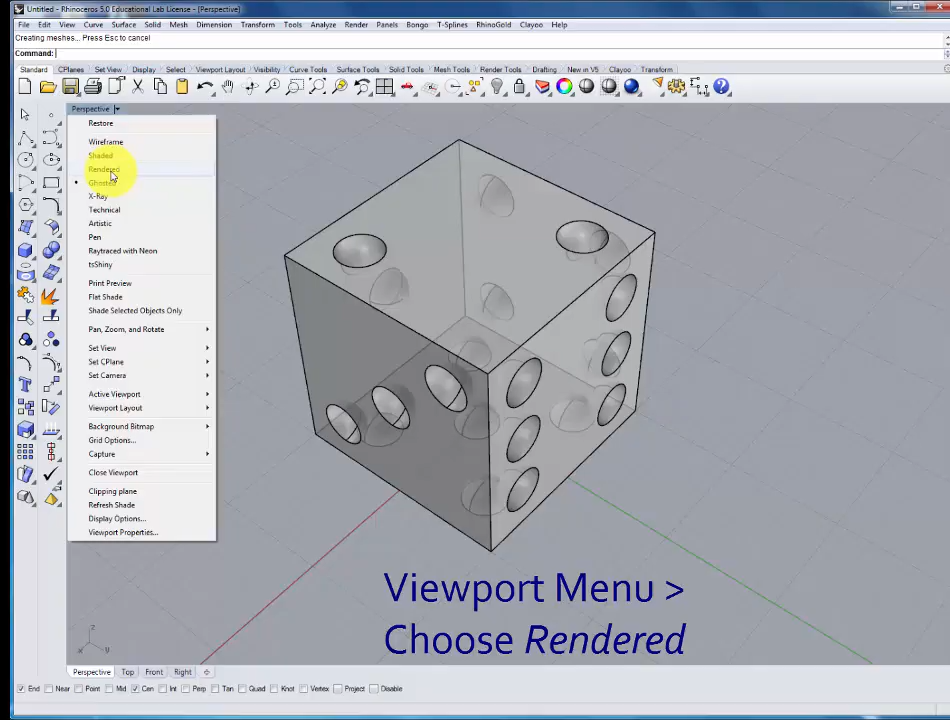 Untitled - Rhinoceros 5.0 Educational Lab License - [Perspective]
File Edit View Curve Surface Solid Mesh Dimension Transform Tools Analyze Render Panels Bongo T-Splines RhinoGold Clayoo Help
Creating meshes... Press Esc to cancel
Command:
Standard CPlanes Set View Display Select Viewport Layout Visibility Curve Tools Surface Tools Solid Tools Mesh Tools Render Tools Drafting New in V5 Clayoo Transform
Perspective
Restore
Wireframe
Shaded
Rendered
Ghosted
X-Ray
Technical
Artistic
Pen
Raytraced with Neon
tsShiny
Print Preview
Flat Shade
Shade Selected Objects Only
Pan, Zoom, and Rotate
Set View
Set CPlane
Set Camera
Active Viewport
Viewport Layout
Background Bitmap
Grid Options...
Capture
Close Viewport
Clipping plane
Refresh Shade
Display Options...
Viewport Properties...
Viewport Menu >
Choose Rendered
z
x y
Perspective Top Front Right
End Near Point Mid Cen Int Perp Tan Quad Knot Vertex Project Disable